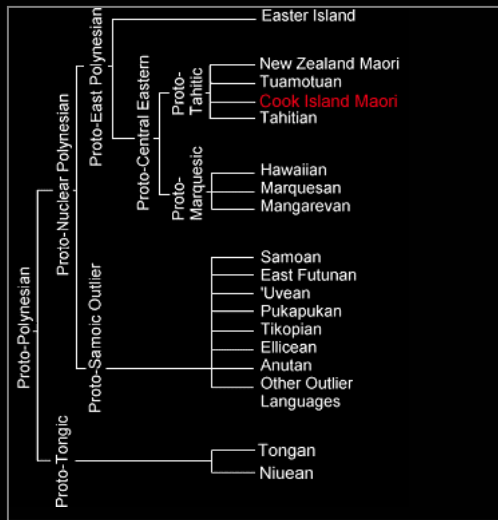 Easter Island
New Zealand Maori
Tuamotuan
Cook Island Maori
Tahitian
Hawaiian
Marquesan
Mangarevan
Samoan
East Futunan
'Uvean
Pukapukan
Tikopian
Ellicean
Anutan
Other Outlier
Languages
Tongan
Niuean
Proto-Polynesian
Proto-Nuclear Polynesian
Proto-Tongic
Proto-East Polynesian
Proto-Samoic Outlier
Proto-Central Eastern
Proto-
Tahitic
Proto-
Marquesic